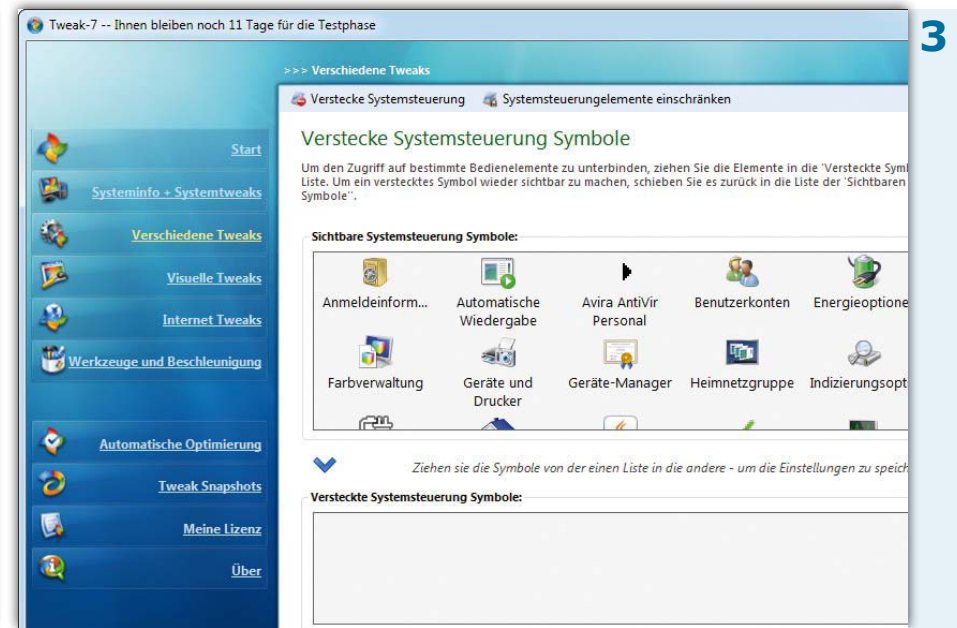 Tweak-7 -- Ihnen bleiben noch 11 Tage für die Testphase
3
>>> Verschiedene Tweaks
Verstecke Systemsteuerung Systemsteuerungelemente einschränken
Start
Systeminfo + Systemtweaks
Verschiedene Tweaks
Visuelle Tweaks
Internet Tweaks
Werkzeuge und Beschleunigung
Automatische Optimierung
Tweak Snapshots
Meine Lizenz
Über
Verstecke Systemsteuerung Symbole
Um den Zugriff auf bestimmte Bedienelemente zu unterbinden, ziehen Sie die Elemente in die 'Versteckte Syml
Liste. Um ein verstecktes Symbol wieder sichtbar zu machen, schieben Sie es zurück in die Liste der 'Sichtbaren
Symbole''.
Sichtbare Systemsteuerung Symbole:
Anmeldeinform...
Automatische
Wiedergabe
Avira AntiVir
Personal
Benutzerkonten
Energieoptione
Farbverwaltung
Geräte und
Drucker
Geräte-Manager
Heimnetzgruppe
Indizierungsopt
Ziehen sie die Symbole von der einen Liste in die andere - um die Einstellungen zu speich
Versteckte Systemsteuerung Symbole: